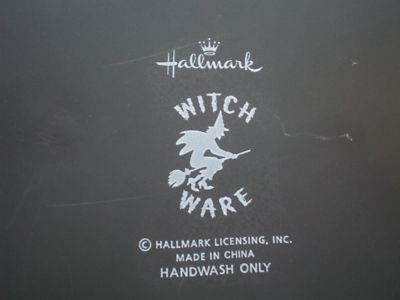 Hallmark
WITCH
WARE
© HALLMARK LICENSING, INC.
MADE IN CHINA
HANDWASH ONLY